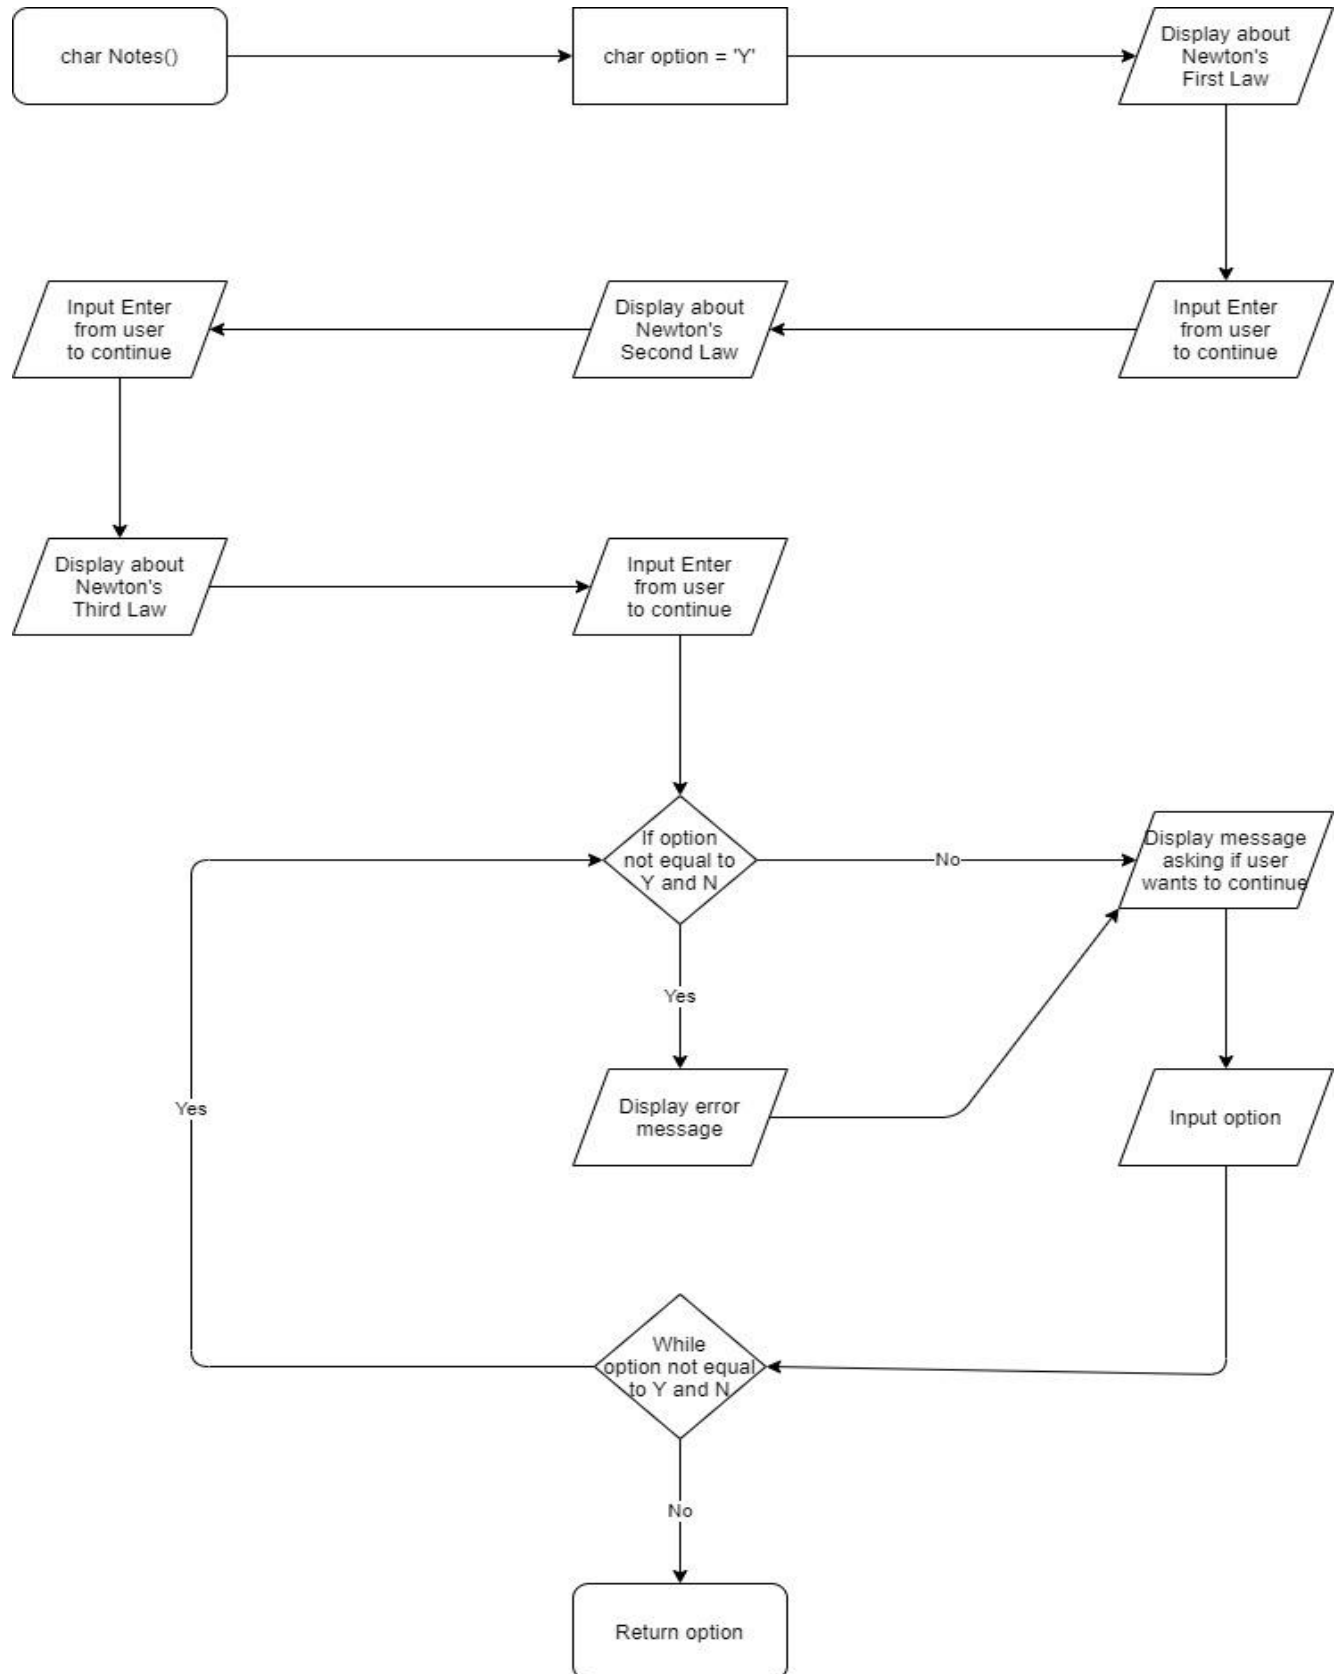 char Notes()
char option = 'Y'
Display about
Newton's
First Law
Input Enter
from user
to continue
Display about
Newton's
Second Law
Input Enter
from user
to continue
Display about
Newton's
Third Law
Input Enter
from user
to continue
If option
not equal to
Y and N
No
Display message
asking if user
wants to continue
Yes
Display error
message
Input option
Yes
While
option not equal
to Y and N
No
Return option